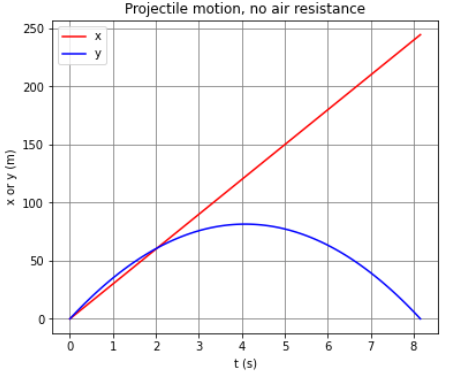 Projectile motion, no air resistance
x
y
250
200
150
100
50
0
x or y (m)
0 1 2 3 4 5 6 7 8
t (s)